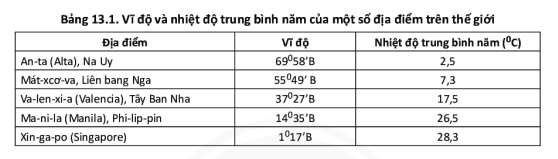 Bảng 13.1. Vĩ độ và nhiệt độ trung bình năm của một số địa điểm trên thế giới
Địa điểm Vĩ độ Nhiệt độ trung bình năm (⁰C)
An-ta (Alta), Na Uy 69⁰58’B 2,5
Mát-xcơ-va, Liên bang Nga 55⁰49’ B 7,3
Va-len-xi-a (Valencia), Tây Ban Nha 37⁰27’B 17,5
Ma-ni-la (Manila), Phi-lip-pin 14⁰35’B 26,5
Xin-ga-po (Singapore) 1⁰17’B 28,3